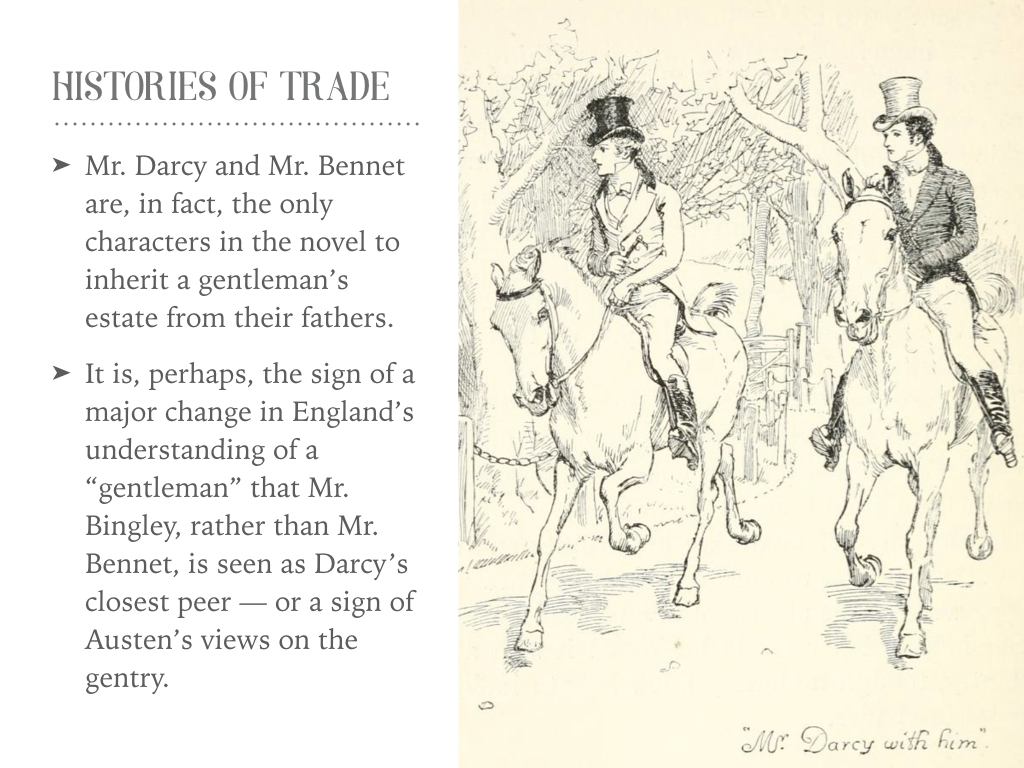 HISTORIES OF TRADE
➤ Mr. Darcy and Mr. Bennet
are, in fact, the only
characters in the novel to
inherit a gentleman’s
estate from their fathers.
➤ It is, perhaps, the sign of a
major change in England’s
understanding of a
“gentleman” that Mr.
Bingley, rather than Mr.
Bennet, is seen as Darcy’s
closest peer — or a sign of
Austen’s views on the
gentry.
"Mr. Darcy with him".